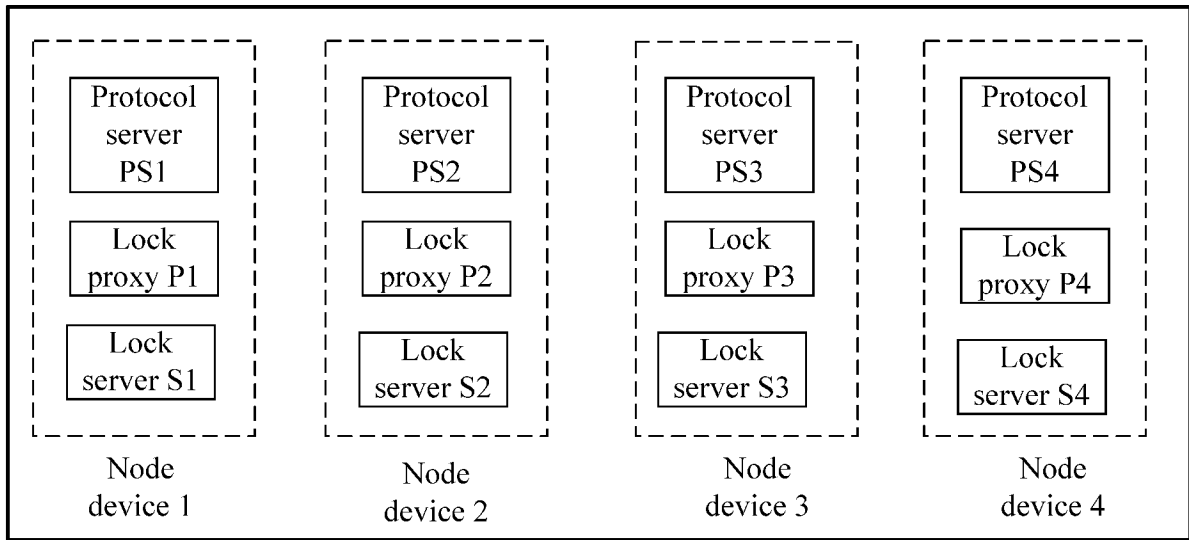 Protocol
server
PS1
Lock
proxy P1
Lock
server S1
Node
device 1
Protocol
server
PS2
Lock
proxy P2
Lock
server S2
Node
device 2
Protocol
server
PS3
Lock
proxy P3
Lock
server S3
Node
device 3
Protocol
server
PS4
Lock
proxy P4
Lock
server S4
Node
device 4